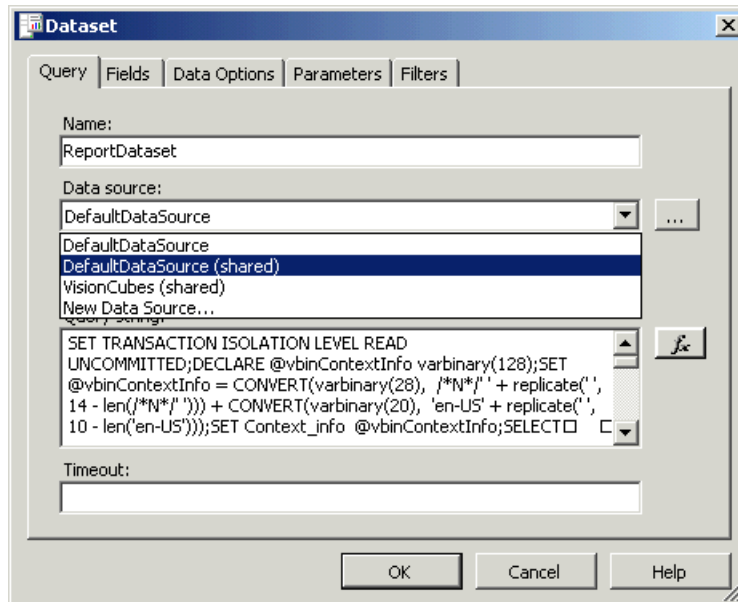 Dataset
Query Fields Data Options Parameters Filters
Name:
ReportDataset
Data source:
DefaultDataSource
...
DefaultDataSource
DefaultDataSource (shared)
VisionCubes (shared)
New Data Source...
Query string:
SET TRANSACTION ISOLATION LEVEL READ
UNCOMMITTED;DECLARE @vbinContextInfo varbinary(128);SET
@vbinContextInfo = CONVERT(varbinary(28), /*N*/' ' + replicate(' ',
14 - len(/*N*/' '))) + CONVERT(varbinary(20), 'en-US' + replicate(' ',
10 - len('en-US')));SET Context_info @vbinContextInfo;SELECT
fx
Timeout:
OK Cancel Help